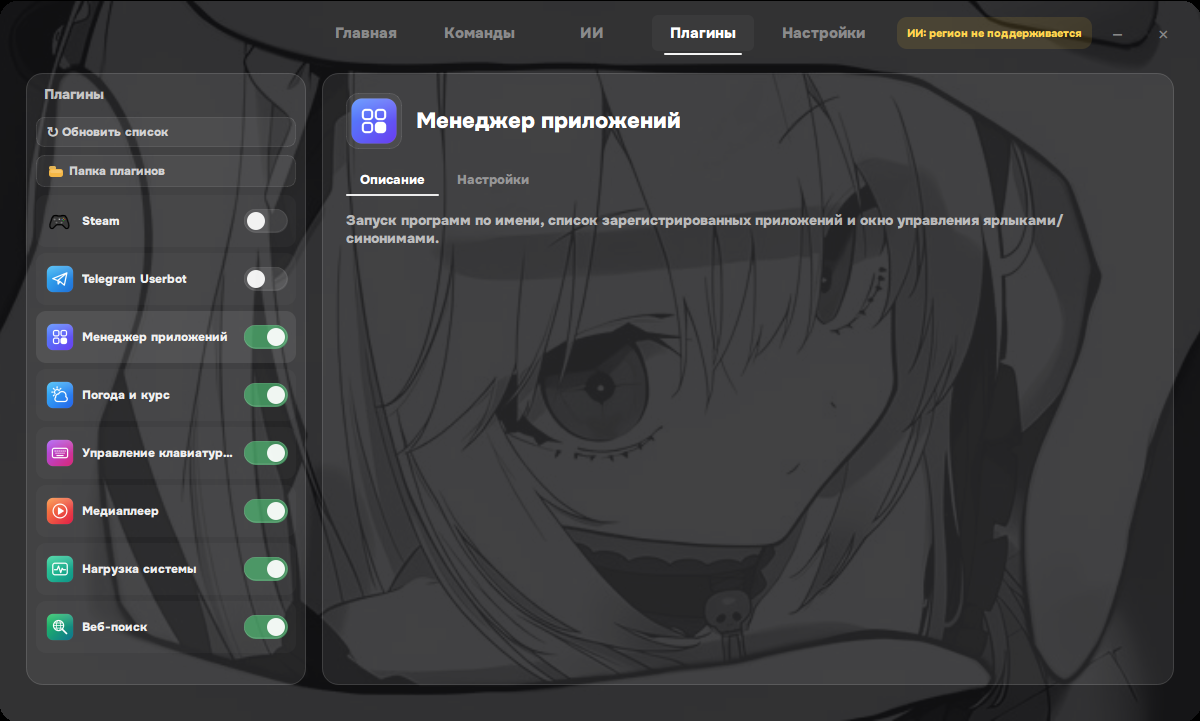 Главная
Команды
ИИ
Плагины
Настройки
ИИ: регион не поддерживается
Плагины
↻ Обновить список
Папка плагинов
Steam
Telegram Userbot
Менеджер приложений
Погода и курс
Управление клавиатур...
Медиаплеер
Нагрузка системы
Веб-поиск
Менеджер приложений
Описание
Настройки
Запуск программ по имени, список зарегистрированных приложений и окно управления ярлыками/
синонимами.